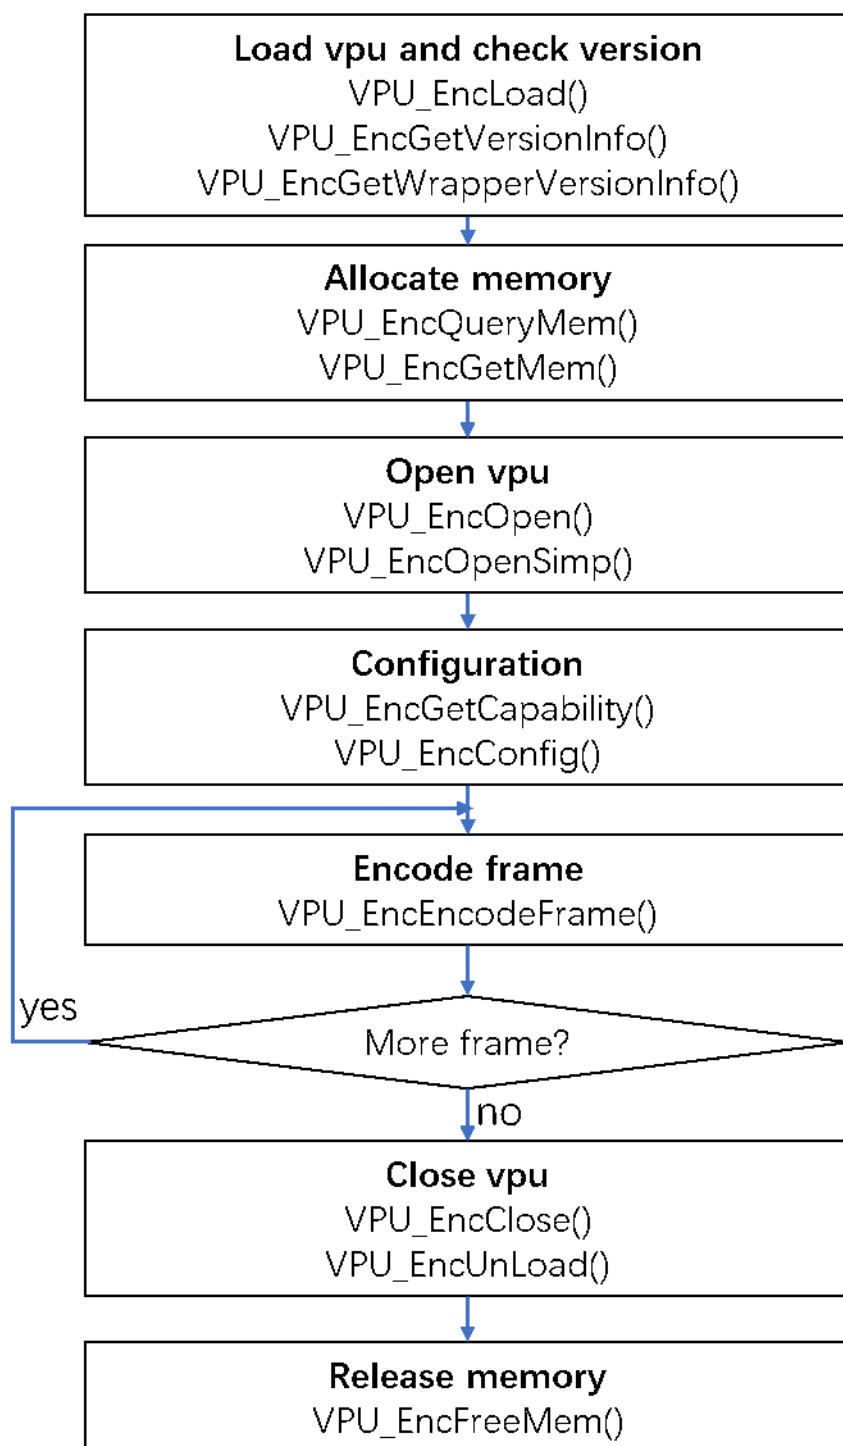 Load vpu and check version
VPU_EncLoad()
VPU_EncGetVersionInfo()
VPU_EncGetWrapperVersionInfo()
Allocate memory
VPU_EncQueryMem()
VPU_EncGetMem()
Open vpu
VPU_EncOpen()
VPU_EncOpenSimp()
Configuration
VPU_EncGetCapability()
VPU_EncConfig()
Encode frame
VPU_EncEncodeFrame()
yes
More frame?
no
Close vpu
VPU_EncClose()
VPU_EncUnLoad()
Release memory
VPU_EncFreeMem()